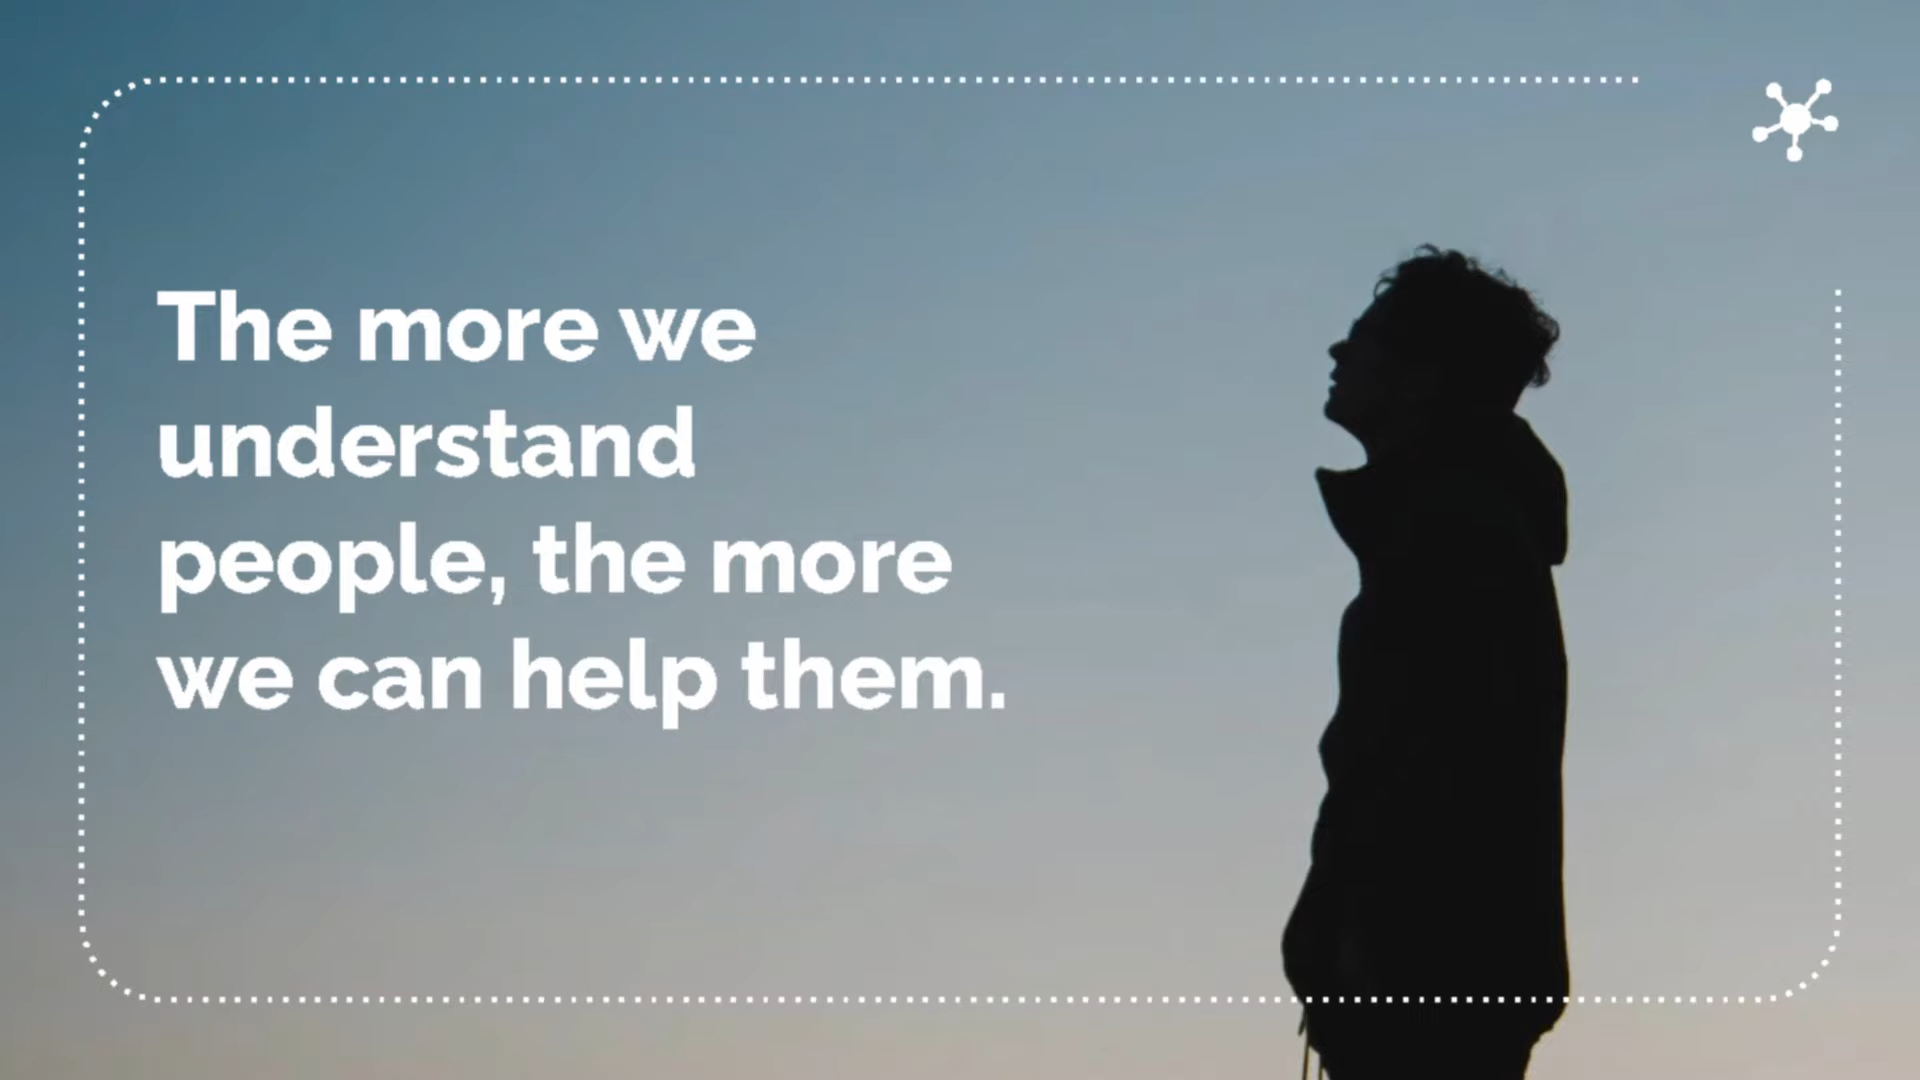 The more we
understand
people, the more
we can help them.